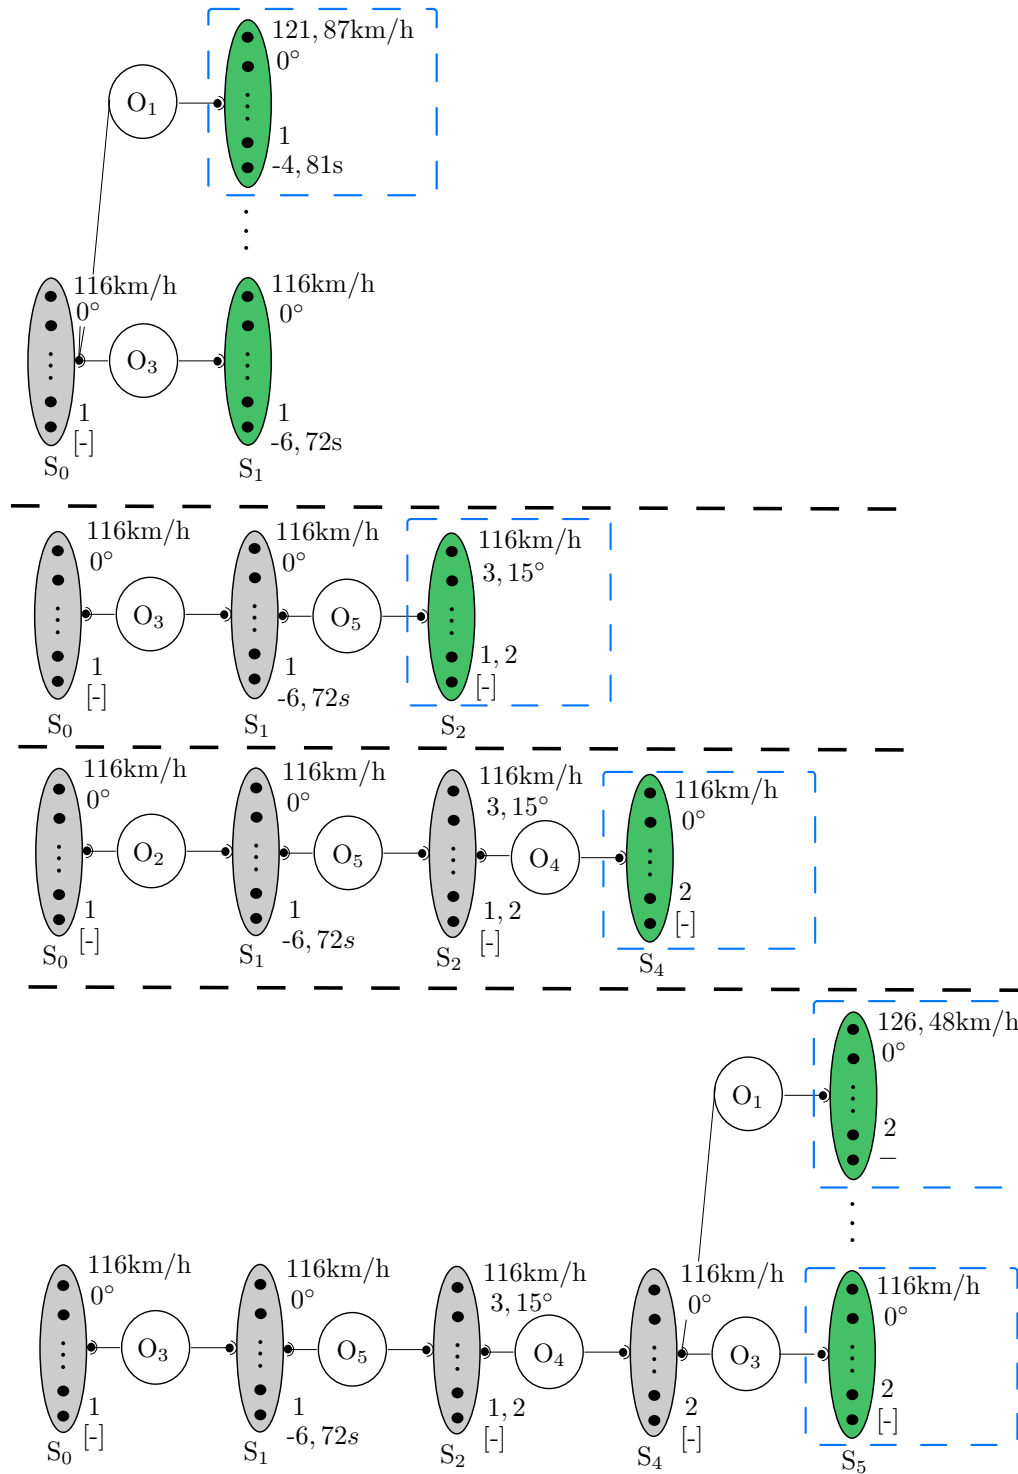 121, 87km/h
0°
O₁
1
-4, 81s
116km/h
0°
116km/h
0°
O₃
1
[-]
1
-6, 72s
S₀
S₁
116km/h
0°
116km/h
0°
116km/h
3, 15°
O₃
O₅
1
[-]
1
-6, 72s
1, 2
[-]
S₀
S₁
S₂
116km/h
0°
116km/h
0°
116km/h
3, 15°
116km/h
0°
O₂
O₅
O₄
1
[-]
1
-6, 72s
1, 2
[-]
2
[-]
S₀
S₁
S₂
S₄
126, 48km/h
0°
O₁
2
–
116km/h
0°
116km/h
0°
116km/h
3, 15°
116km/h
0°
116km/h
0°
O₃
O₅
O₄
O₃
1
[-]
1
-6, 72s
1, 2
[-]
2
[-]
2
[-]
S₀
S₁
S₂
S₄
S₅